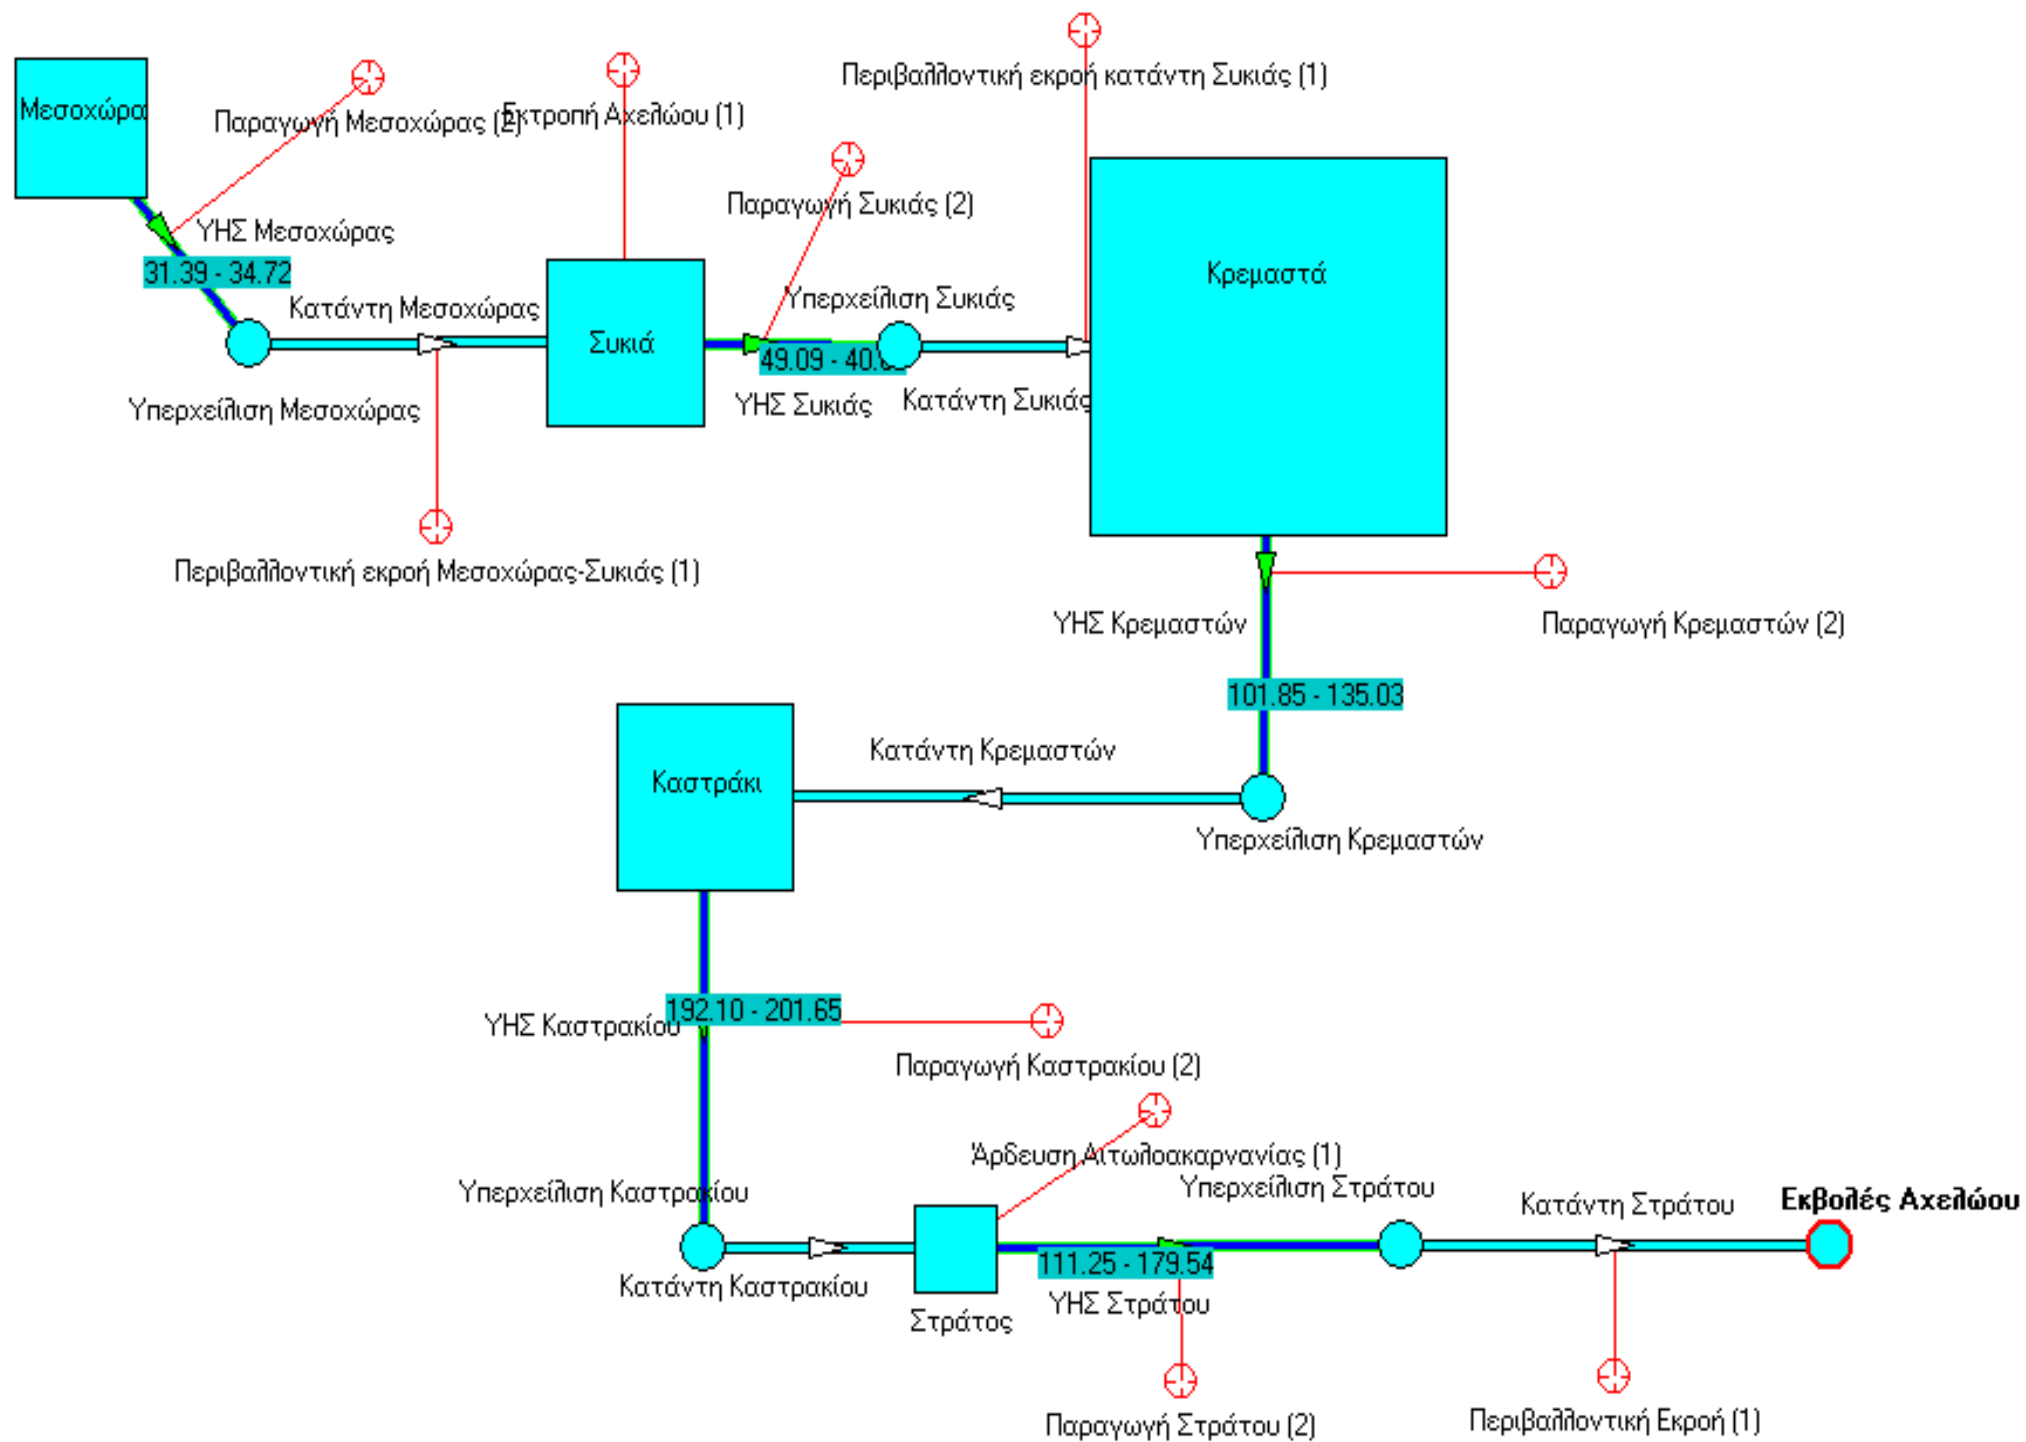 Περιβαλλοντική εκροή κατάντη Συκιάς (1)
Μεσοχώρα
Παραγωγή Μεσοχώρας (2)
Εκτροπή Αχελώου (1)
Παραγωγή Συκιάς (2)
ΥΗΣ Μεσοχώρας
31.39 - 34.72
Κρεμαστά
Κατάντη Μεσοχώρας
Υπερχείλιση Συκιάς
Συκιά
49.09 - 40.
Υπερχείλιση Μεσοχώρας
ΥΗΣ Συκιάς
Κατάντη Συκιάς
Περιβαλλοντική εκροή Μεσοχώρας-Συκιάς (1)
ΥΗΣ Κρεμαστών
Παραγωγή Κρεμαστών (2)
101.85 - 135.03
Κατάντη Κρεμαστών
Καστράκι
Υπερχείλιση Κρεμαστών
192.10 - 201.65
ΥΗΣ Καστρακίου
Παραγωγή Καστρακίου (2)
Άρδευση Αιτωλοακαρνανίας (1)
Υπερχείλιση Καστρακίου
Υπερχείλιση Στράτου
Κατάντη Στράτου
Εκβολές Αχελώου
111.25 - 179.54
Κατάντη Καστρακίου
ΥΗΣ Στράτου
Στράτος
Παραγωγή Στράτου (2)
Περιβαλλοντική Εκροή (1)